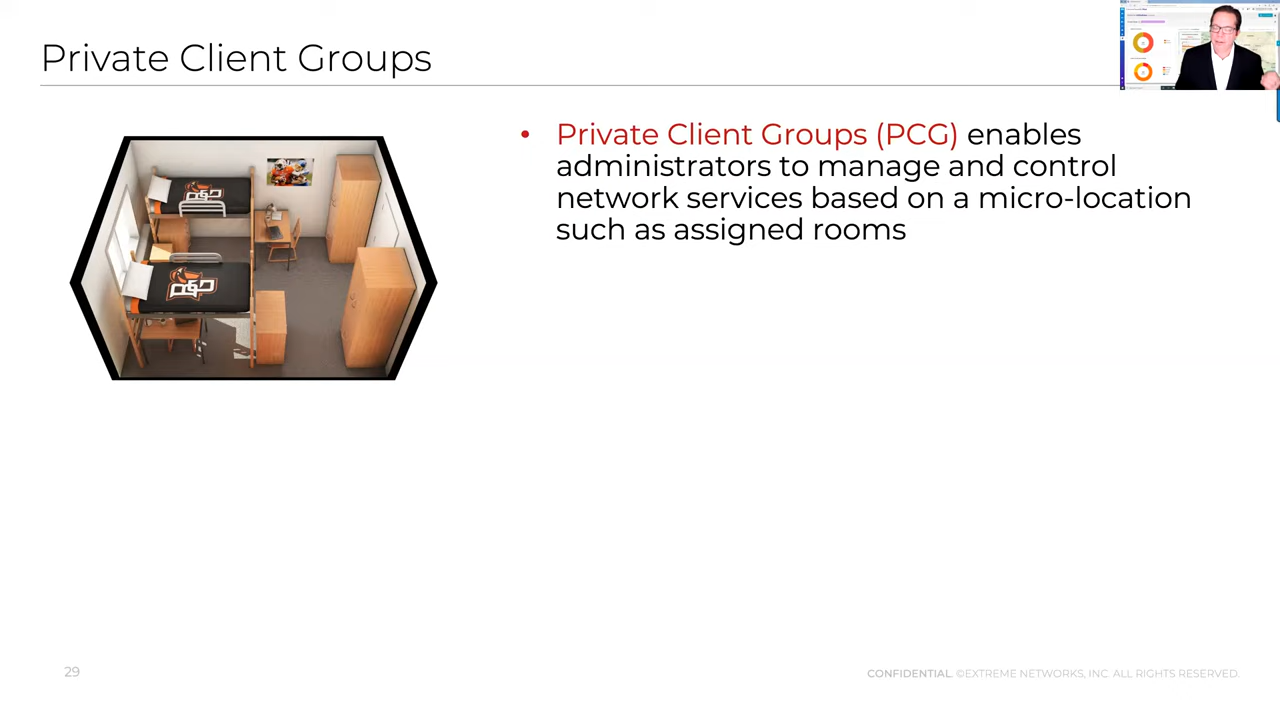 Private Client Groups
• Private Client Groups (PCG) enables
administrators to manage and control
network services based on a micro-location
such as assigned rooms
29
CONFIDENTIAL. ©EXTREME NETWORKS, INC. ALL RIGHTS RESERVED.